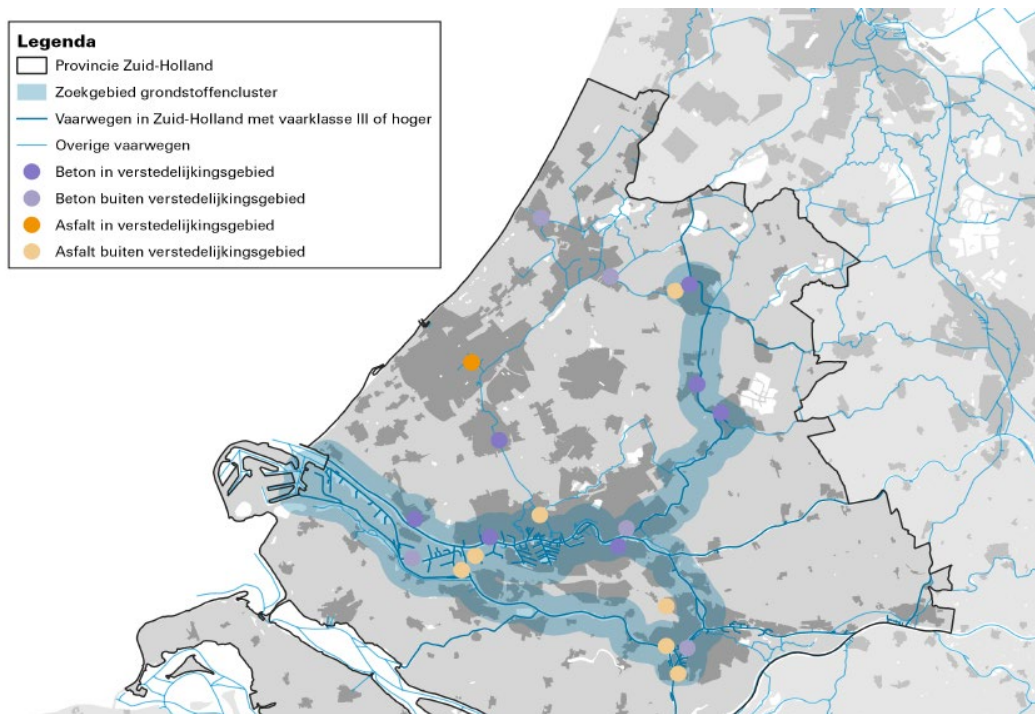 Legenda
Provincie Zuid-Holland
Zoekgebied grondstoffencluster
Vaarwegen in Zuid-Holland met vaarklasse III of hoger
Overige vaarwegen
Beton in verstedelijkingsgebied
Beton buiten verstedelijkingsgebied
Asfalt in verstedelijkingsgebied
Asfalt buiten verstedelijkingsgebied